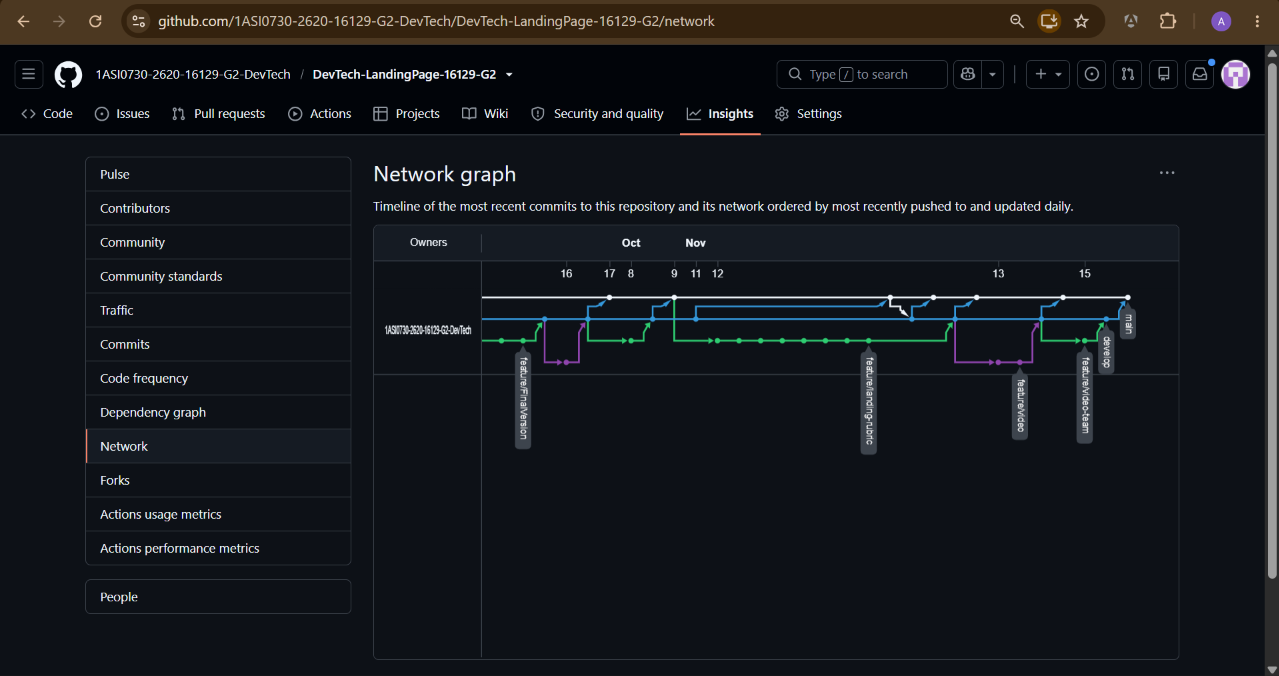 github.com/1ASI0730-2620-16129-G2-DevTech/DevTech-LandingPage-16129-G2/network
A
1ASI0730-2620-16129-G2-DevTech / DevTech-LandingPage-16129-G2
Type / to search
Code
Issues
Pull requests
Actions
Projects
Wiki
Security and quality
Insights
Settings
Pulse
Contributors
Community
Community standards
Traffic
Commits
Code frequency
Dependency graph
Network
Forks
Actions usage metrics
Actions performance metrics
People
Network graph
Timeline of the most recent commits to this repository and its network ordered by most recently pushed to and updated daily.
Owners
Oct
Nov
16
17
8
9
11
12
13
15
1ASI0730-2620-16129-G2-DevTech
feature/FinalVersion
feature/landing-rubric
feature/video
feature/video-team
develop
main